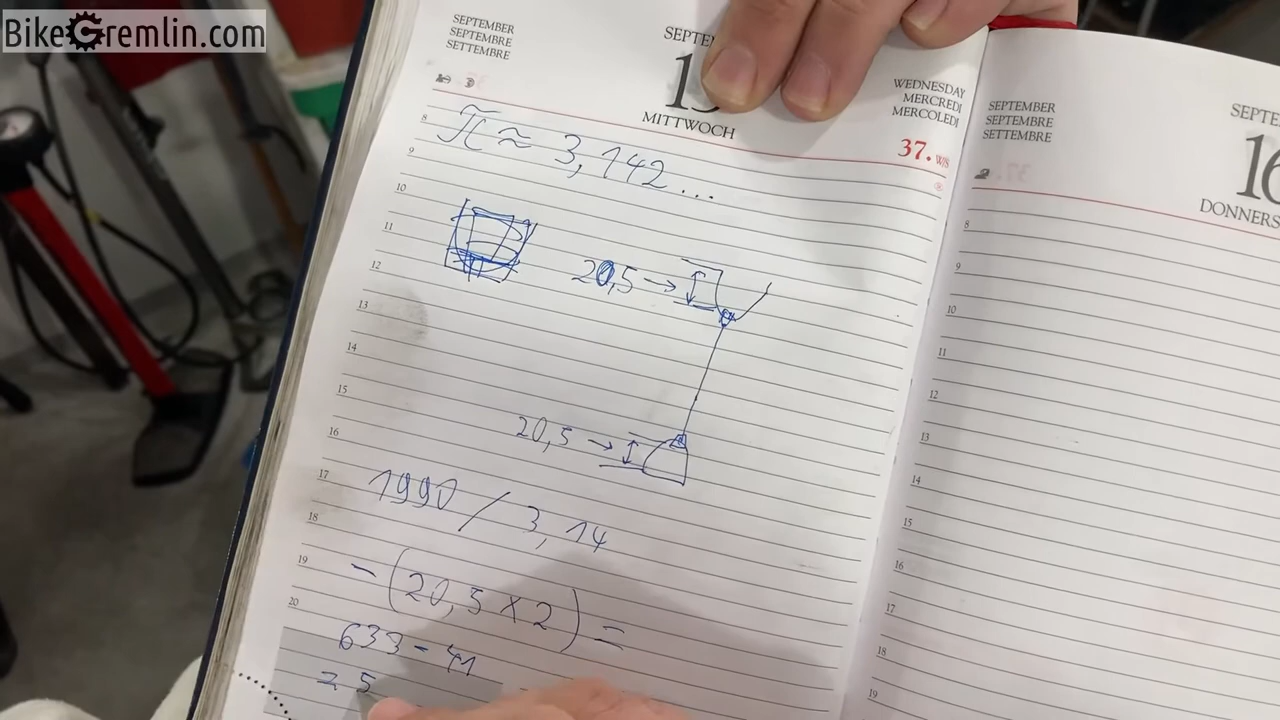 BikeGremlin.com
SEPTEMBER
SEPTEMBRE
SETTEMBRE
MITTWOCH
WEDNESDAY
MERCREDI
MERCOLEDI
37. W/S
π ≈ 3,142...
20,5 →
20,5 →
1990 / 3,14
- (20,5 x 2) =
633 - 41
= 5
8
9
10
11
12
13
14
15
16
17
18
19
20
SEPTEMBER
SEPTEMBRE
SETTEMBRE
16
8
9
10
11
12
13
14
15
16
17
18
19